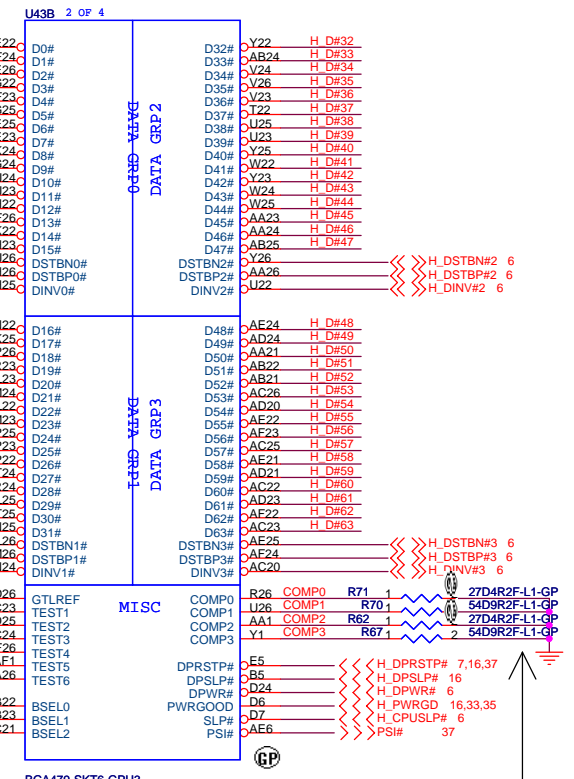 U43B 2 OF 4
D0# D32# Y22 H_D#32
D1# D33# AB24 H_D#33
D2# D34# V24 H_D#34
D3# D35# V26 H_D#35
D4# D36# V23 H_D#36
D5# D37# T22 H_D#37
D6# D38# U25 H_D#38
D7# D39# U23 H_D#39
D8# D40# Y25 H_D#40
D9# D41# W22 H_D#41
D10# D42# Y23 H_D#42
D11# D43# W24 H_D#43
D12# D44# W25 H_D#44
D13# D45# AA23 H_D#45
D14# D46# AA24 H_D#46
D15# D47# AB25 H_D#47
DSTBN0# DSTBN2# Y26 H_DSTBN#2 6
DSTBP0# DSTBP2# AA26 H_DSTBP#2 6
DINV0# DINV2# U22 H_DINV#2 6
DATA GRP0
DATA GRP2
D16# D48# AE24 H_D#48
D17# D49# AD24 H_D#49
D18# D50# AA21 H_D#50
D19# D51# AB22 H_D#51
D20# D52# AB21 H_D#52
D21# D53# AC26 H_D#53
D22# D54# AD20 H_D#54
D23# D55# AE22 H_D#55
D24# D56# AF23 H_D#56
D25# D57# AC25 H_D#57
D26# D58# AE21 H_D#58
D27# D59# AD21 H_D#59
D28# D60# AC22 H_D#60
D29# D61# AD23 H_D#61
D30# D62# AF22 H_D#62
D31# D63# AC23 H_D#63
DSTBN1# DSTBN3# AE25 H_DSTBN#3 6
DSTBP1# DSTBP3# AF24 H_DSTBP#3 6
DINV1# DINV3# AC20 H_DINV#3 6
DATA GRP1
DATA GRP3
MISC
GTLREF COMP0 R26 COMP0 R71 1 2 27D4R2F-L1-GP
TEST1 COMP1 U26 COMP1 R70 1 54D9R2F-L1-GP
TEST2 COMP2 AA1 COMP2 R62 1 2 27D4R2F-L1-GP
TEST3 COMP3 Y1 COMP3 R67 1 2 54D9R2F-L1-GP
TEST4
TEST5 DPRSTP# E5 H_DPRSTP# 7,16,37
TEST6 DPSLP# B5 H_DPSLP# 16
DPWR# D24 H_DPWR# 6
BSEL0 PWRGOOD D6 H_PWRGD 16,33,35
BSEL1 SLP# D7 H_CPUSLP# 6
BSEL2 PSI# AE6 PSI# 37
GP